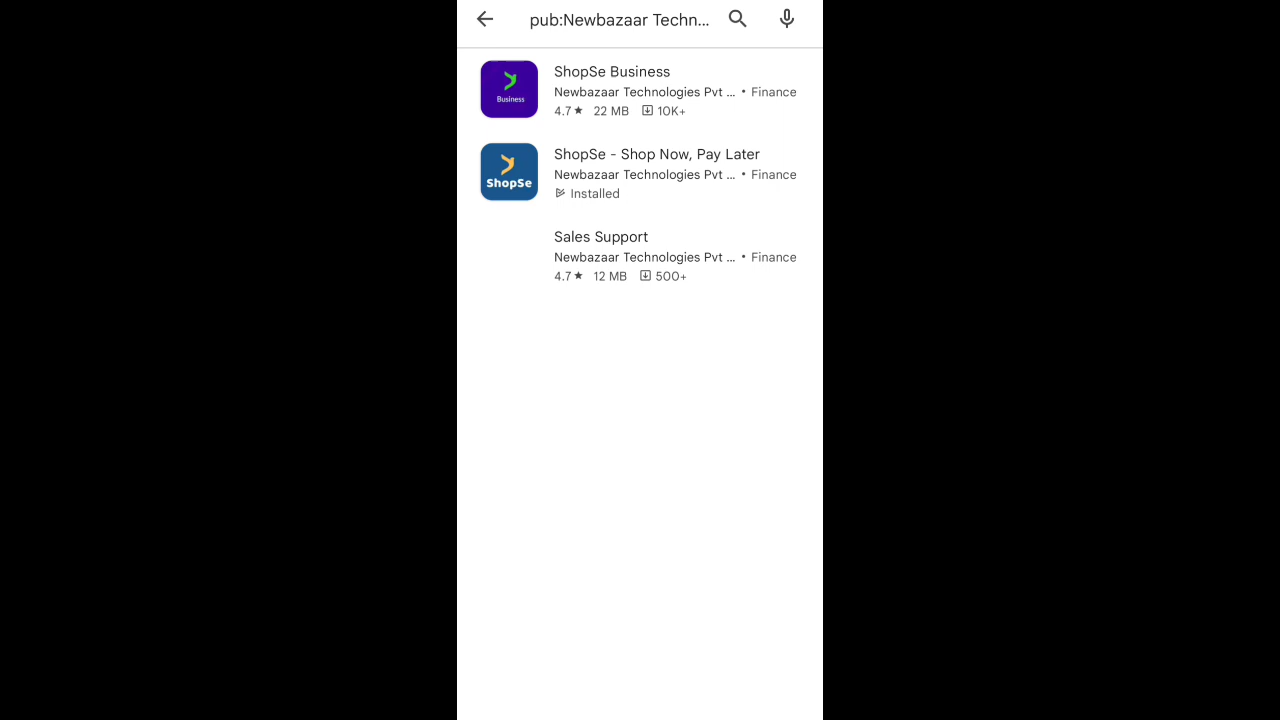 pub:Newbazaar Techn...
ShopSe Business
Business
Newbazaar Technologies Pvt ... • Finance
4.7★ 22 MB 10K+
ShopSe - Shop Now, Pay Later
ShopSe
Newbazaar Technologies Pvt ... • Finance
Installed
Sales Support
Newbazaar Technologies Pvt ... • Finance
4.7★ 12 MB 500+